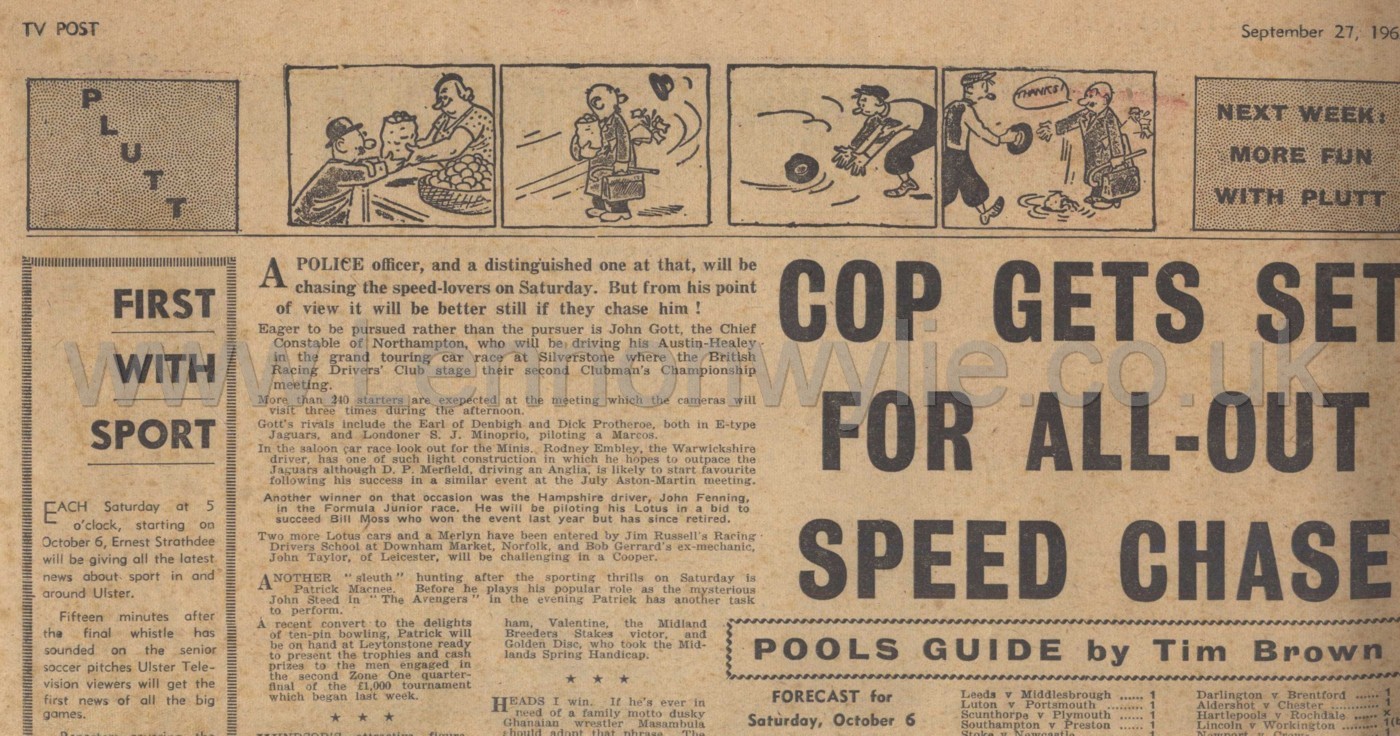 TV POST
September 27, 196
PLUTT
THANKS!
NEXT WEEK:
MORE FUN
WITH PLUTT
FIRST
WITH
SPORT
EACH Saturday at 5
o'clock, starting on
October 6, Ernest Strathdee
will be giving all the latest
news about sport in and
around Ulster.
Fifteen minutes after
the final whistle has
sounded on the senior
soccer pitches Ulster Tele-
vision viewers will get the
first news of all the big
games.
A POLICE officer, and a distinguished one at that, will be
chasing the speed-lovers on Saturday. But from his point
of view it will be better still if they chase him !
Eager to be pursued rather than the pursuer is John Gott, the Chief
Constable of Northampton, who will be driving his Austin-Healey
in the grand touring car race at Silverstone where the British
Racing Drivers' Club stage their second Clubman's Championship
meeting.
More than 240 starters are exepected at the meeting which the cameras will
visit three times during the afternoon.
Gott's rivals include the Earl of Denbigh and Dick Protheroe, both in E-type
Jaguars, and Londoner S. J. Minoprio, piloting a Marcos.
In the saloon car race look out for the Minis. Rodney Embley, the Warwickshire
driver, has one of such light construction in which he hopes to outpace the
Jaguars although D. P. Merfield, driving an Anglia, is likely to start favourite
following his success in a similar event at the July Aston-Martin meeting.
Another winner on that occasion was the Hampshire driver, John Fenning,
in the Formula Junior race. He will be piloting his Lotus in a bid to
succeed Bill Moss who won the event last year but has since retired.
Two more Lotus cars and a Merlyn have been entered by Jim Russell's Racing
Drivers School at Downham Market, Norfolk, and Bob Gerrard's ex-mechanic,
John Taylor, of Leicester, will be challenging in a Cooper.
ANOTHER "sleuth" hunting after the sporting thrills on Saturday is
Patrick Macnee. Before he plays his popular role as the mysterious
John Steed in "The Avengers" in the evening Patrick has another task
to perform.
A recent convert to the delights
of ten-pin bowling, Patrick will
be on hand at Leytonstone ready
to present the trophies and cash
prizes to the men engaged in
the second Zone One quarter-
final of the £1,000 tournament
which began last week.
★ ★ ★
ham, Valentine, the Midland
Breeders' Stakes victor, and
Golden Disc, who took the Mid-
lands Spring Handicap.
★ ★ ★
HEADS I win. If he's ever in
need of a family motto dusky
Ghanaian wrestler Masambula
should adopt that phrase. The
COP GETS SET
FOR ALL-OUT
SPEED CHASE
POOLS GUIDE by Tim Brown
FORECAST for
Saturday, October 6
Leeds v Middlesbrough ...... 1
Luton v Portsmouth .......... 1
Scunthorpe v Plymouth ..... 1
Southampton v Preston ..... 1
Stoke v Newcastle
Darlington v Brentford ......
Aldershot v Chester ............
Hartlepools v Rochdale ...... x
Lincoln v Workington .........
Newport v Crewe
www.lennonwylie.co.uk